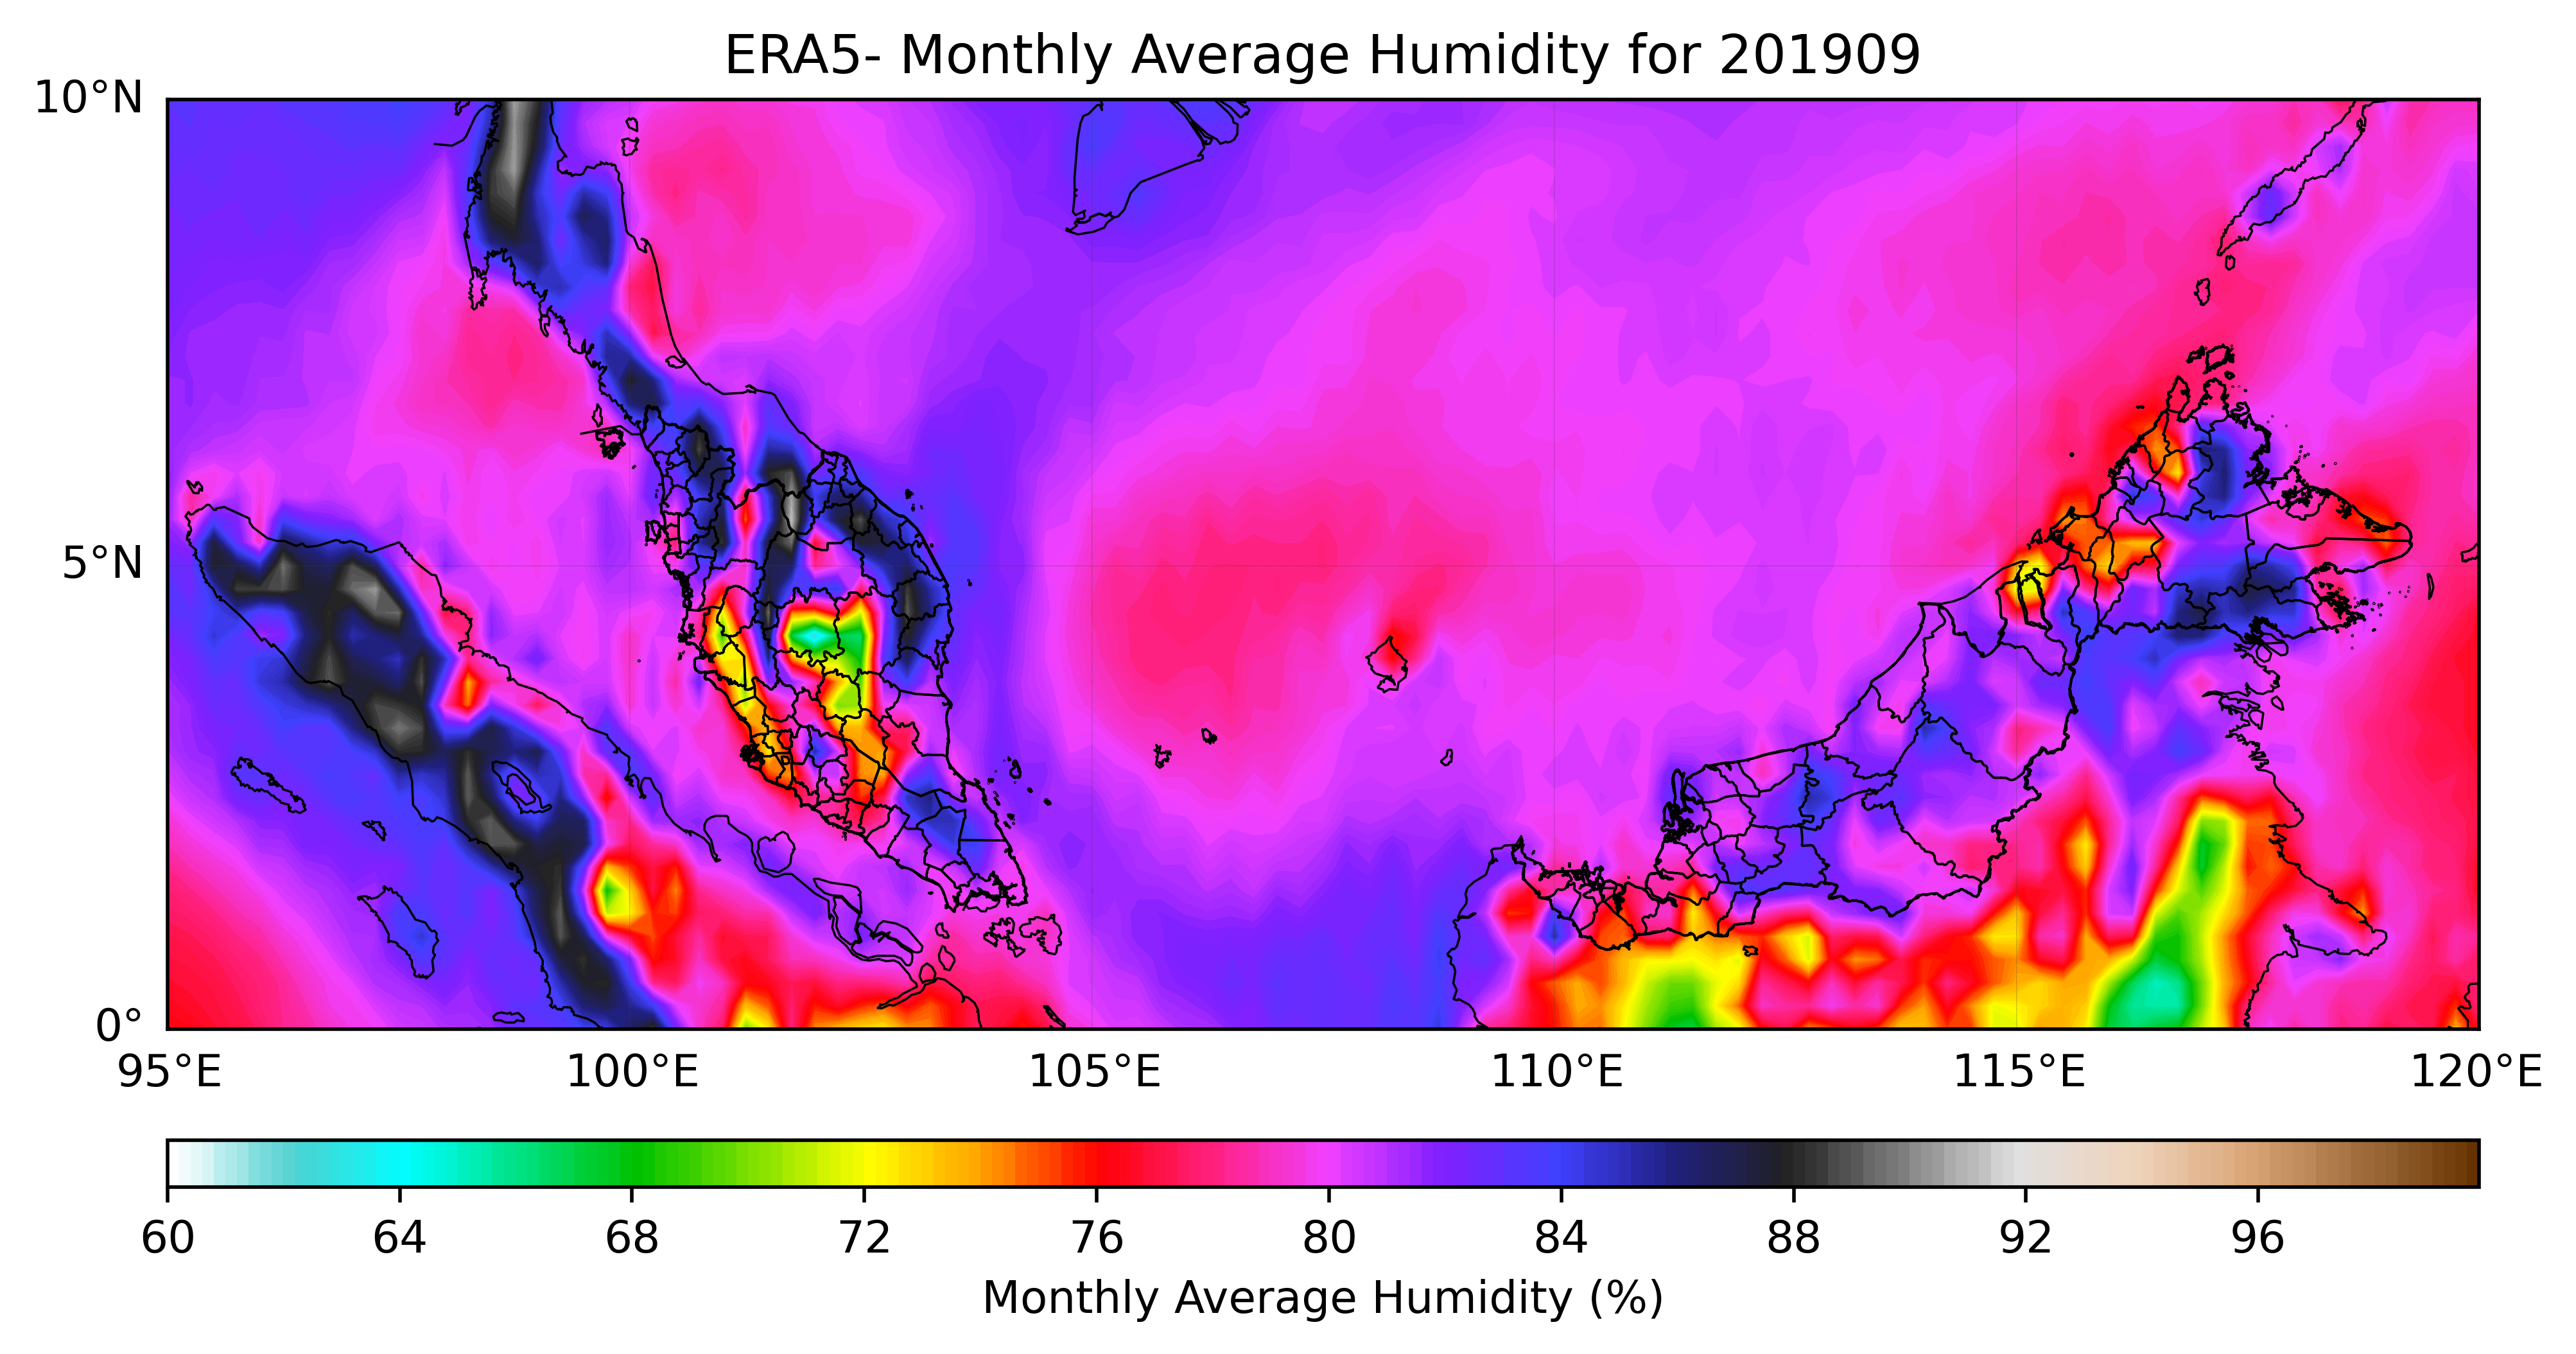 ERA5- Monthly Average Humidity for 201909
10°N
5°N
0°
95°E 100°E 105°E 110°E 115°E 120°E
60 64 68 72 76 80 84 88 92 96
Monthly Average Humidity (%)